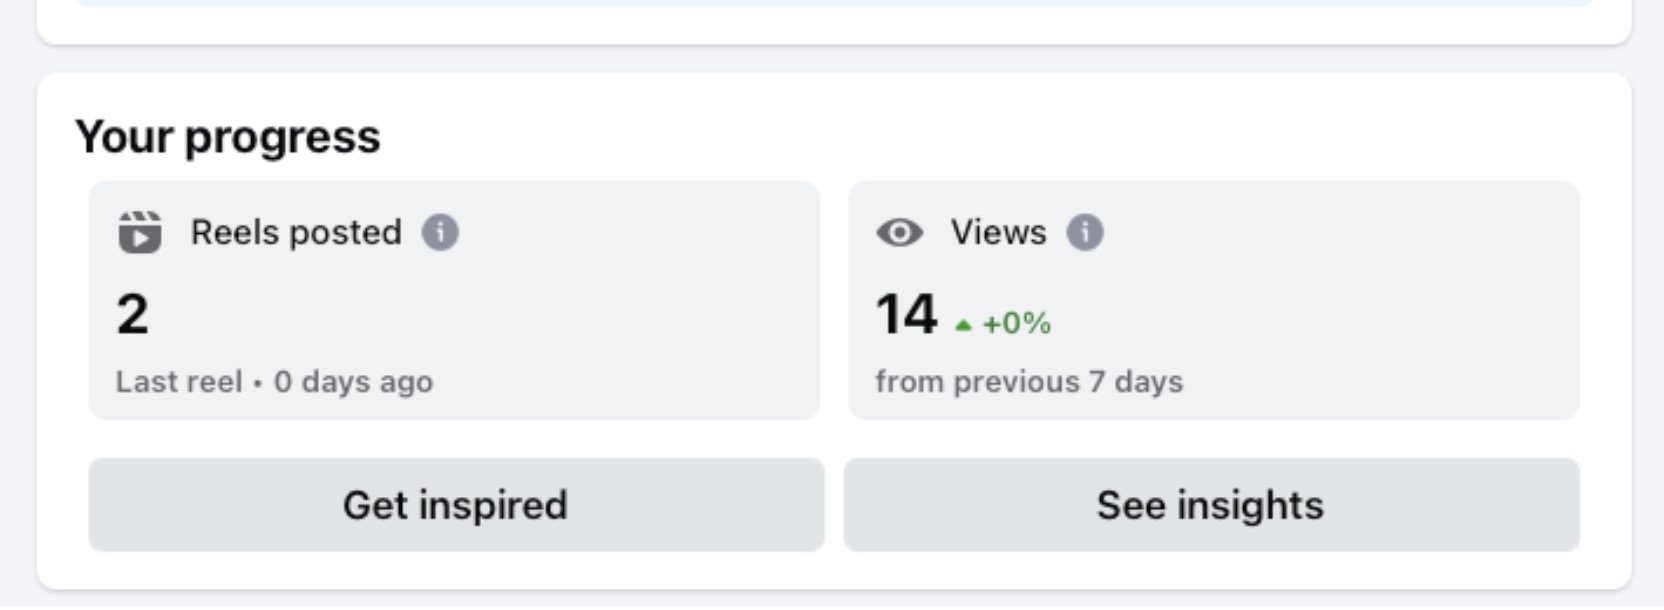 Your progress
Reels posted
2
Last reel • 0 days ago
Views
14 +0%
from previous 7 days
Get inspired
See insights